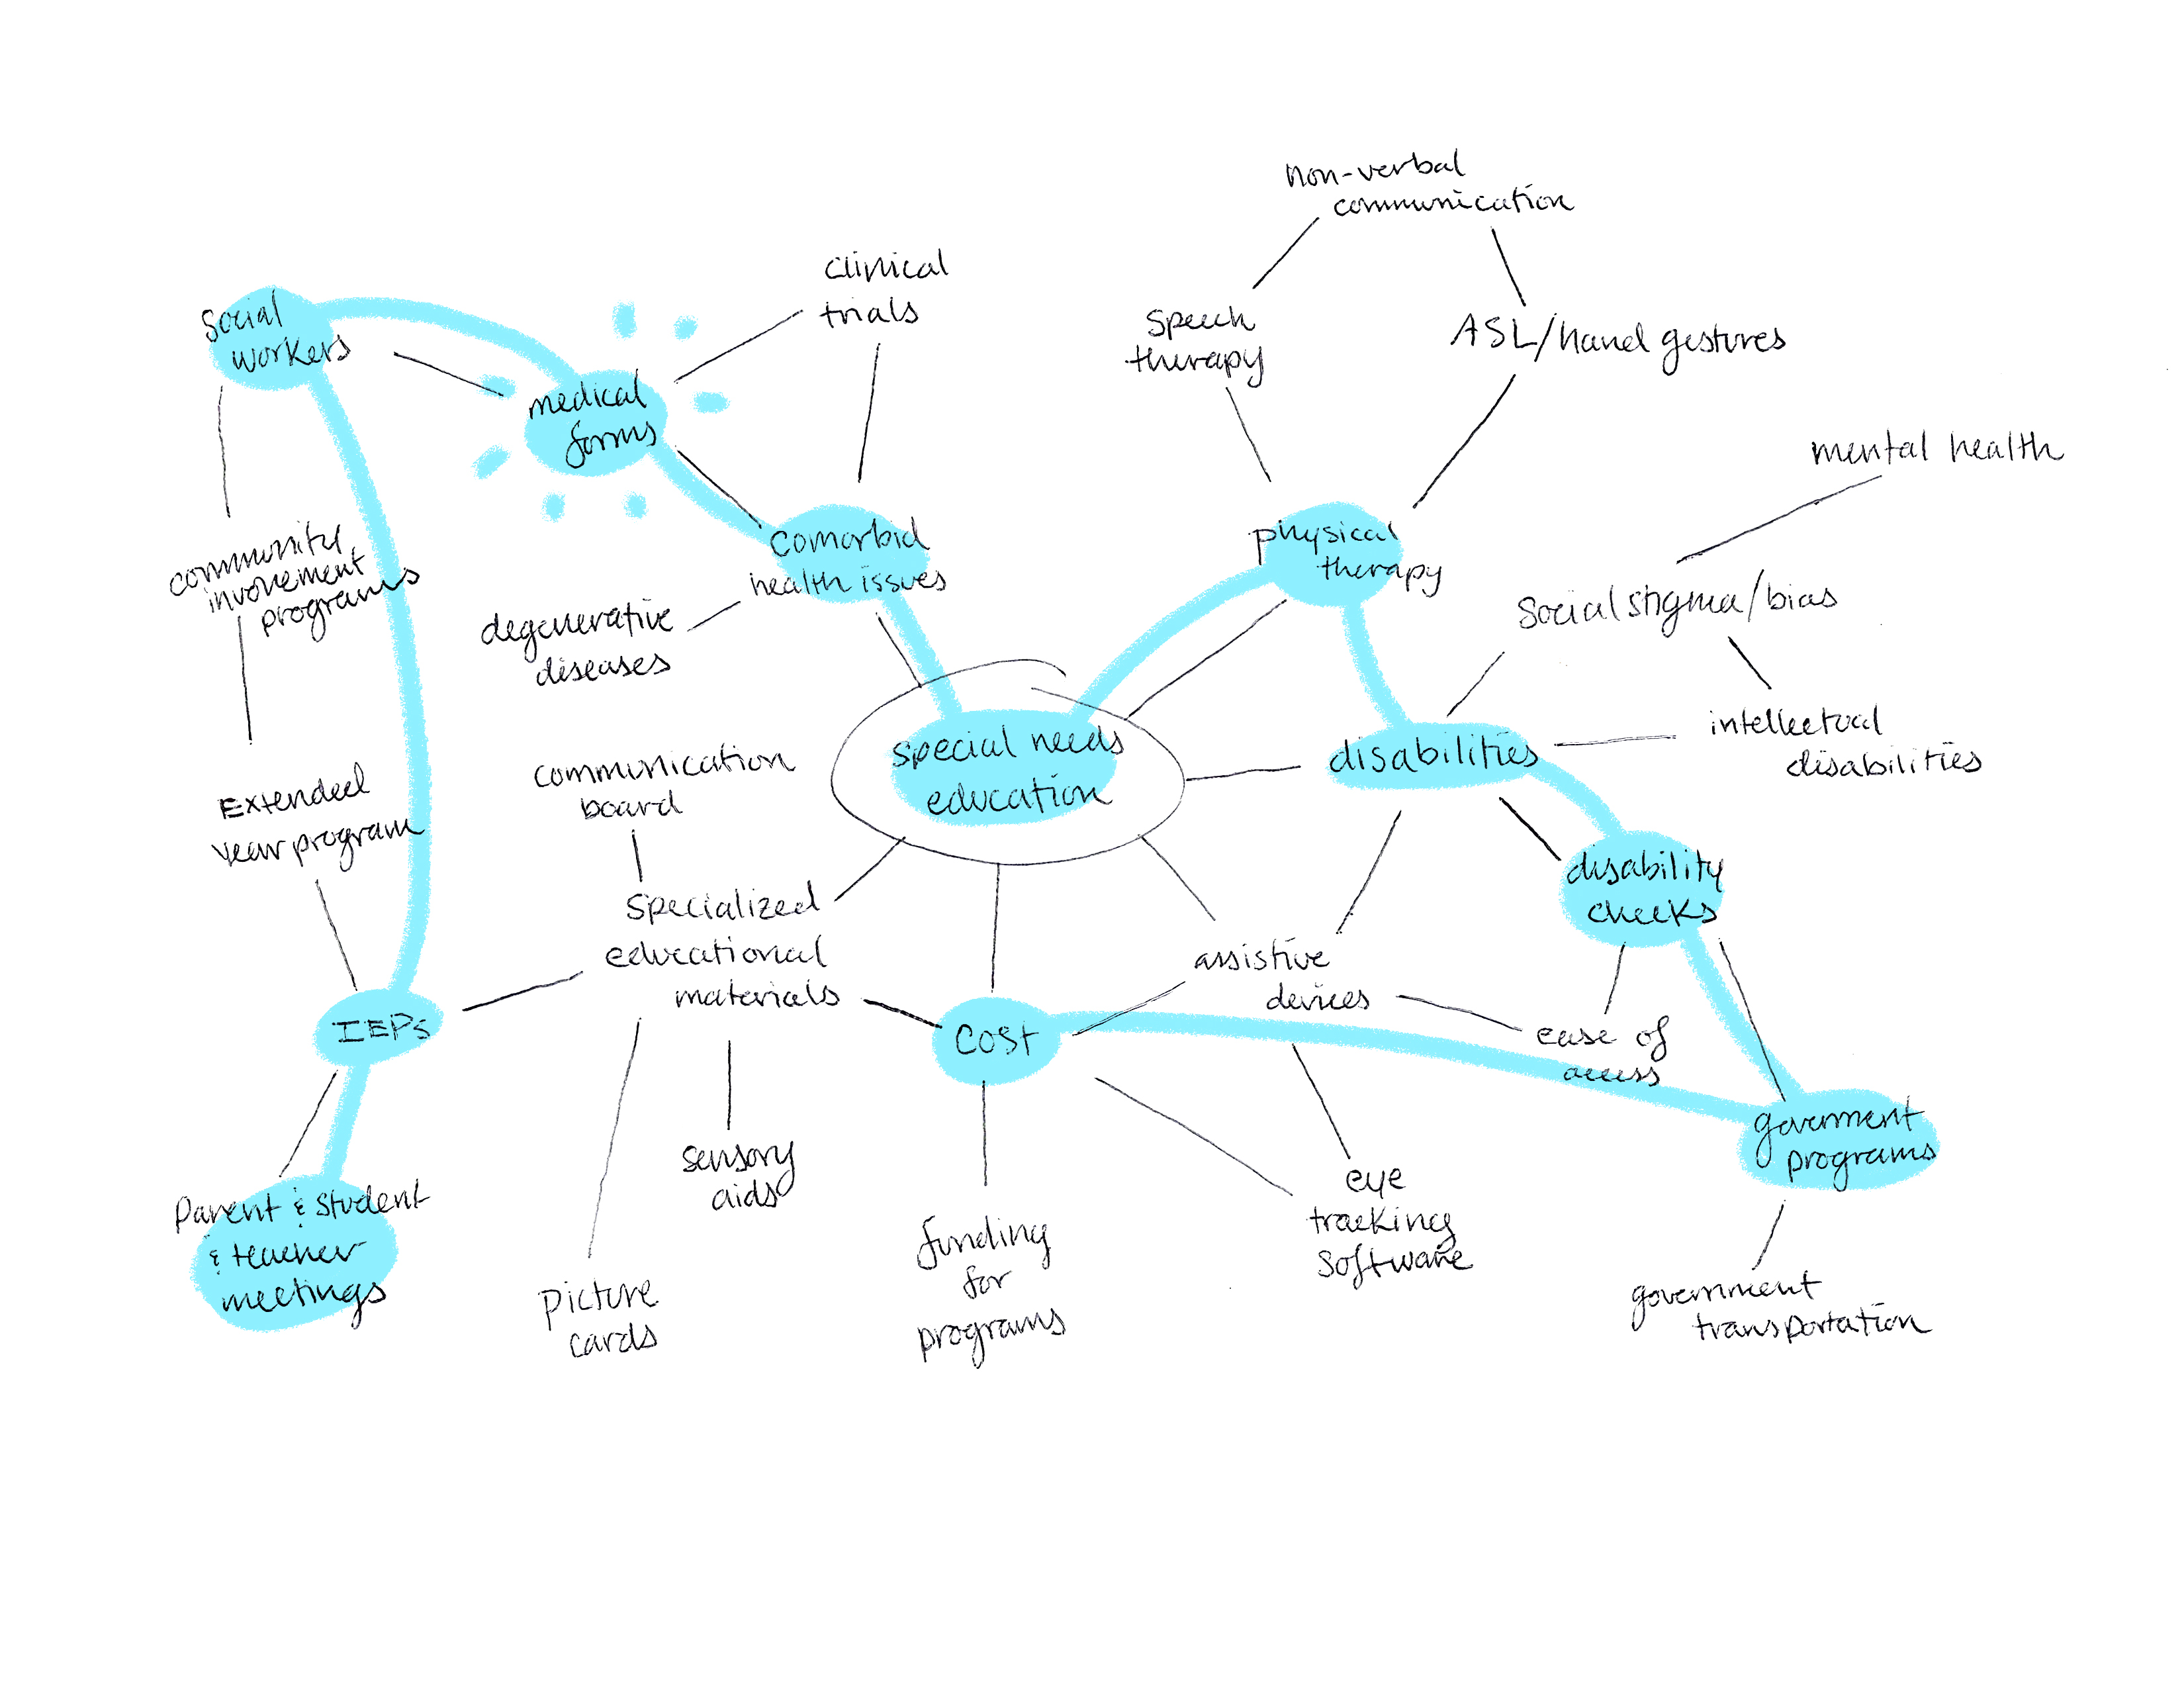 non-verbal
communication
clinical
trials
Social
workers
Speech
therapy
ASL/hand gestures
medical
forms
mental health
comorbid
health issues
physical
therapy
community
involvement
programs
degenerative
diseases
Social stigma/bias
special needs
education
disabilities
intellectual
disabilities
communication
board
Extended
year program
disability
checks
specialized
educational
materials
assistive
devices
IEPs
COST
ease of
access
goverment
programs
Parent & Student
& teacher
meetings
sensory
aids
eye
tracking
software
funding
for
programs
picture
cards
government
transportation